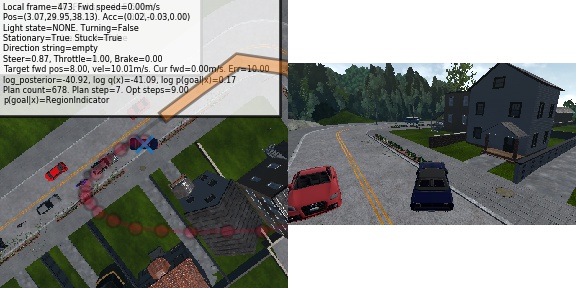 Local frame=473. Fwd.speed=0.00m/s
Pos=(3.07,29.95,38.13). Acc=(0.02,-0.03,0.00)
Light state=NONE. Turning=False
Stationary=True. Stuck=True
Direction string=empty
Steer=0.87, Throttle=1.00, Brake=0.00
Target fwd pos=8.00, vel=10.01m/s. Cur fwd=0.00m/s. Err=10.00
log_posterior=-40.92, log q(x)=-41.09, log p(goal|x)=0.17
Plan count=678. Plan step=7. Opt steps=9.00
p(goal|x)=RegionIndicator